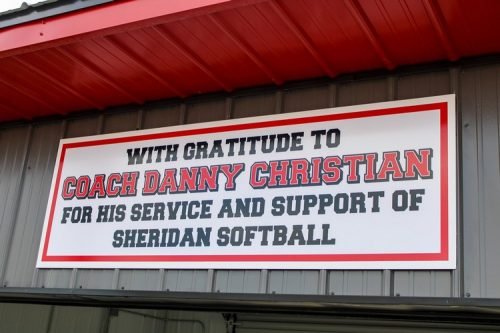 WITH GRATITUDE TO
COACH DANNY CHRISTIAN
FOR HIS SERVICE AND SUPPORT OF
SHERIDAN SOFTBALL